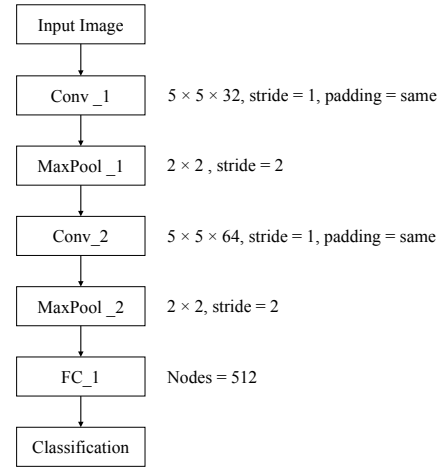 Input Image
Conv _1 5 × 5 × 32, stride = 1, padding = same
MaxPool _1 2 × 2 , stride = 2
Conv_2 5 × 5 × 64, stride = 1, padding = same
MaxPool _2 2 × 2, stride = 2
FC_1 Nodes = 512
Classification